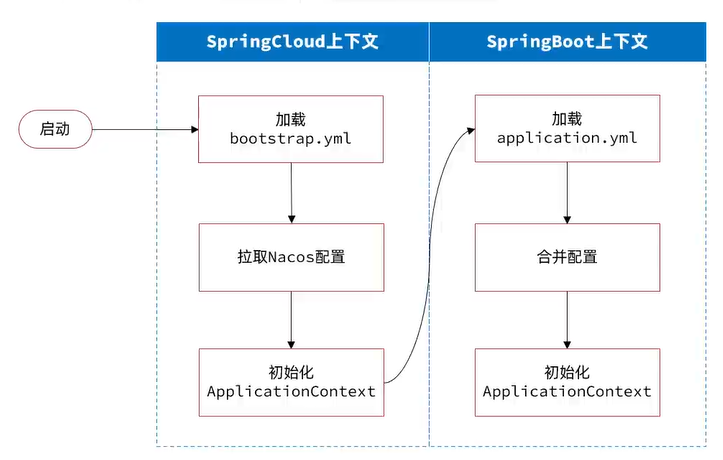 SpringCloud上下文
SpringBoot上下文
启动
加载
bootstrap.yml
拉取Nacos配置
初始化
ApplicationContext
加载
application.yml
合并配置
初始化
ApplicationContext